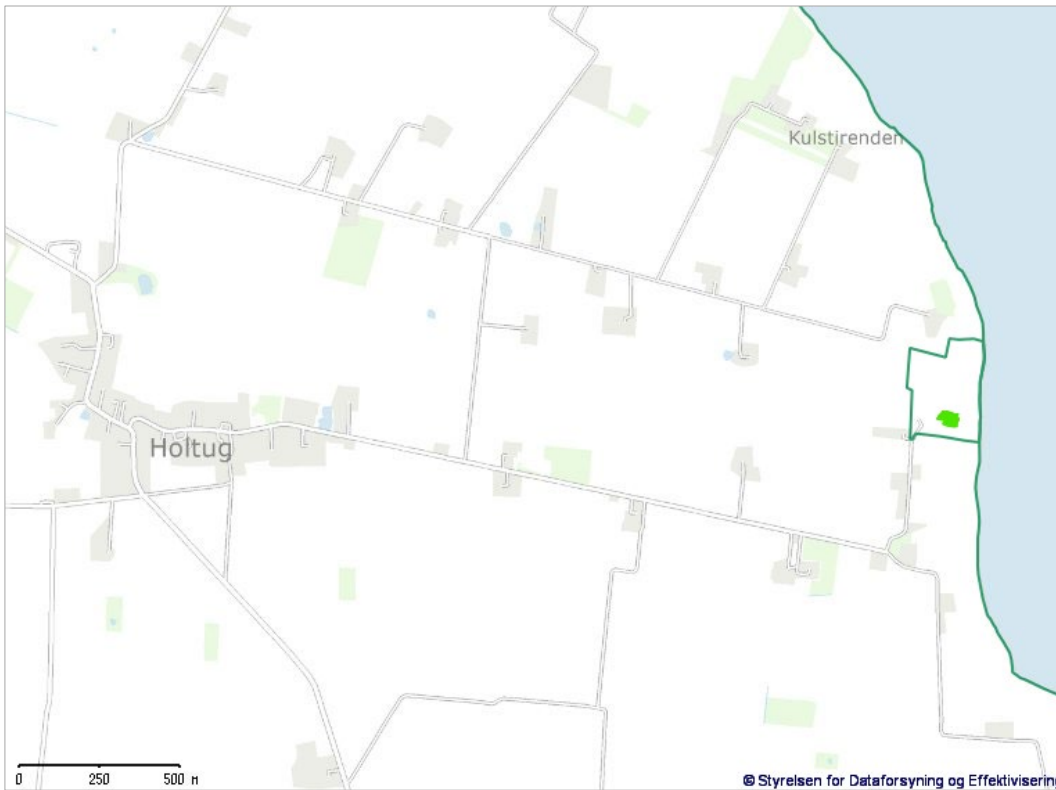 Kulstirenden
Holtug
0 250 500 M
© Styrelsen for Dataforsyning og Effektivisering